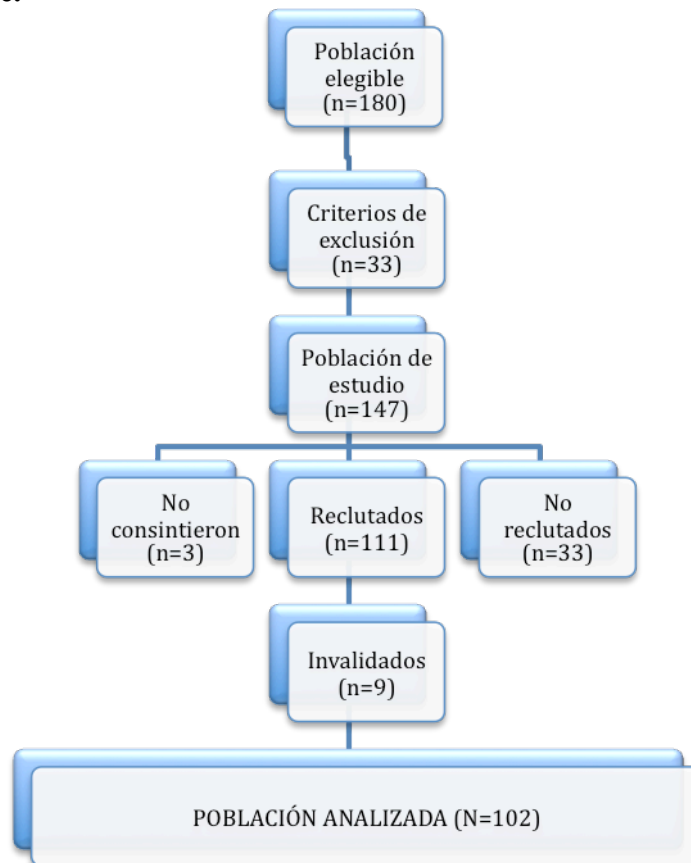 Población
elegible
(n=180)
Criterios de
exclusión
(n=33)
Población de
estudio
(n=147)
No
consintieron
(n=3)
Reclutados
(n=111)
No
reclutados
(n=33)
Invalidados
(n=9)
POBLACIÓN ANALIZADA (N=102)